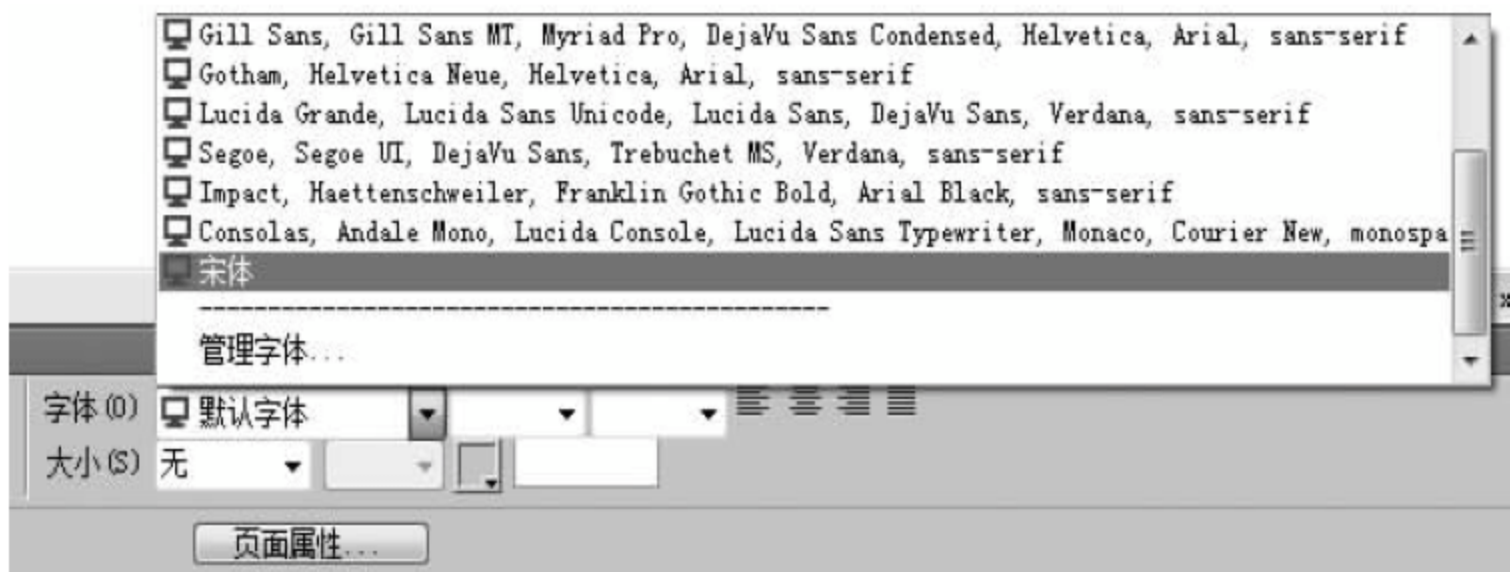 Gill Sans, Gill Sans MT, Myriad Pro, DejaVu Sans Condensed, Helvetica, Arial, sans-serif
Gotham, Helvetica Neue, Helvetica, Arial, sans-serif
Lucida Grande, Lucida Sans Unicode, Lucida Sans, DejaVu Sans, Verdana, sans-serif
Segoe, Segoe UI, DejaVu Sans, Trebuchet MS, Verdana, sans-serif
Impact, Haettenschweiler, Franklin Gothic Bold, Arial Black, sans-serif
Consolas, Andale Mono, Lucida Console, Lucida Sans Typewriter, Monaco, Courier New, monospa
宋体
----------------------------------------------
管理字体...
字体(O) 默认字体
大小(S) 无
页面属性...